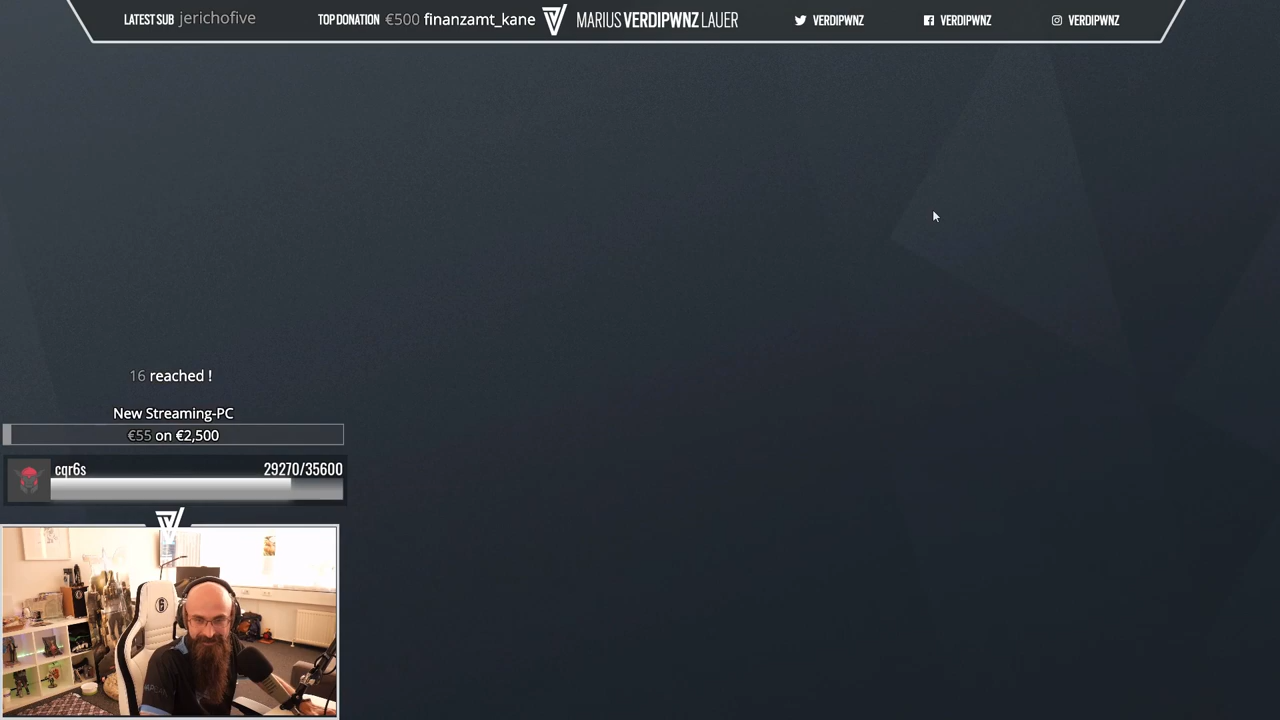 LATEST SUB jerichofive
TOP DONATION €500 finanzamt_kane
MARIUS VERDIPWNZ LAUER
VERDIPWNZ
VERDIPWNZ
VERDIPWNZ
16 reached !
New Streaming-PC
€55 on €2,500
cqr6s 29270/35600